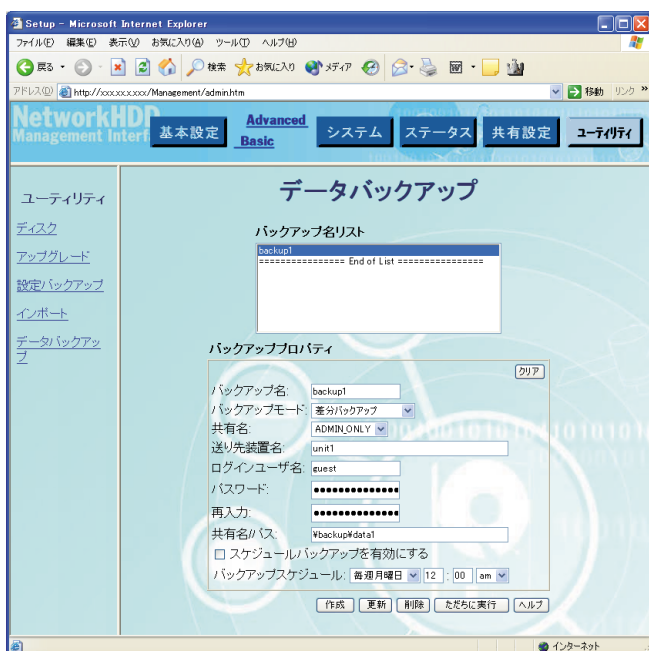 Setup - Microsoft Internet Explorer
ファイル(F) 編集(E) 表示(V) お気に入り(A) ツール(T) ヘルプ(H)
戻る 検索 お気に入り メディア
アドレス(D) http://xxx.xxx.xxx/Management/admin.htm 移動 リンク »
NetworkHDD
Management Interf
基本設定 Advanced システム ステータス 共有設定 ユーティリティ
Basic
ユーティリティ
ディスク
アップグレード
設定バックアップ
インポート
データバックアッ
プ
データバックアップ
バックアップ名リスト
backup1
================ End of List ================
バックアッププロパティ
クリア
バックアップ名: backup1
バックアップモード: 差分バックアップ
共有名: ADMIN_ONLY
送り先装置名: unit1
ログインユーザ名: guest
パスワード: ●●●●●●●●●●●●●●
再入力: ●●●●●●●●●●●●●●
共有名/パス: ¥backup¥data1
スケジュールバックアップを有効にする
バックアップスケジュール: 毎週月曜日 12 : 00 am
作成 更新 削除 ただちに実行 ヘルプ
インターネット